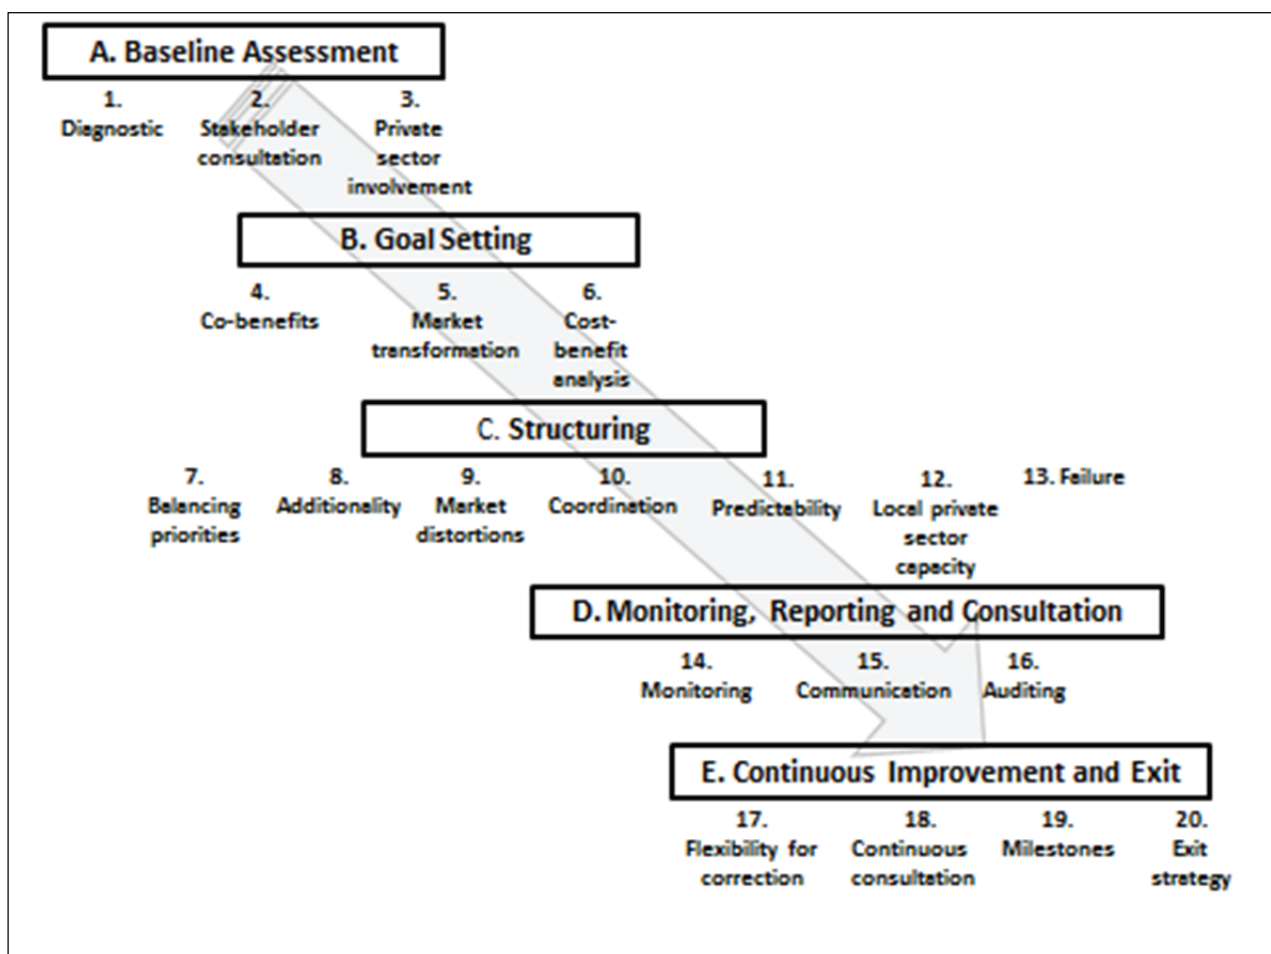 A. Baseline Assessment
1.
Diagnostic
2.
Stakeholder
consultation
3.
Private
sector
involvement
B. Goal Setting
4.
Co-benefits
5.
Market
transformation
6.
Cost-
benefit
analysis
C. Structuring
7.
Balancing
priorities
8.
Additionality
9.
Market
distortions
10.
Coordination
11.
Predictability
12.
Local private
sector
capacity
13. Failure
D. Monitoring, Reporting and Consultation
14.
Monitoring
15.
Communication
16.
Auditing
E. Continuous Improvement and Exit
17.
Flexibility for
correction
18.
Continuous
consultation
19.
Milestones
20.
Exit
strategy